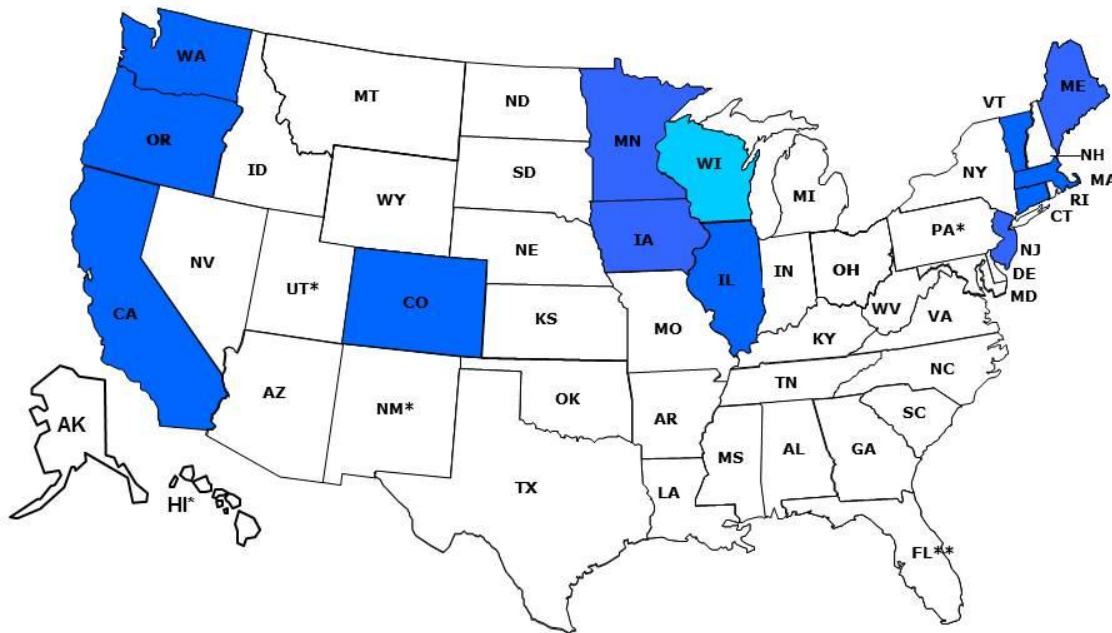 WA
MT
ND
MN
ME
VT
OR
ID
SD
WI
NH
NY
MA
MI
WY
RI
CT
NE
IA
PA*
NJ
NV
UT*
CO
IL
IN
OH
DE
CA
KS
MO
WV
VA
MD
KY
AZ
NM*
OK
AR
TN
NC
AK
SC
MS
AL
GA
TX
LA
HI*
FL**